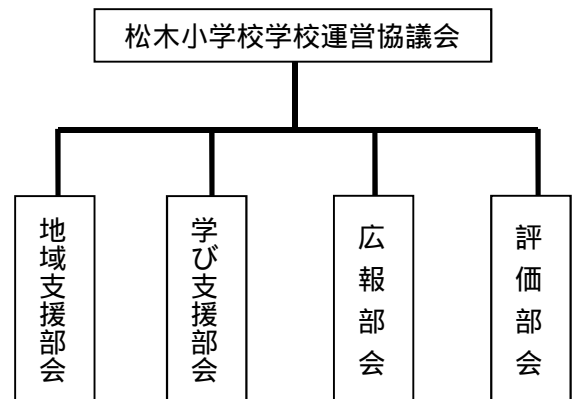 松木小学校学校運営協議会
地域支援部会
学び支援部会
広報部会
評価部会